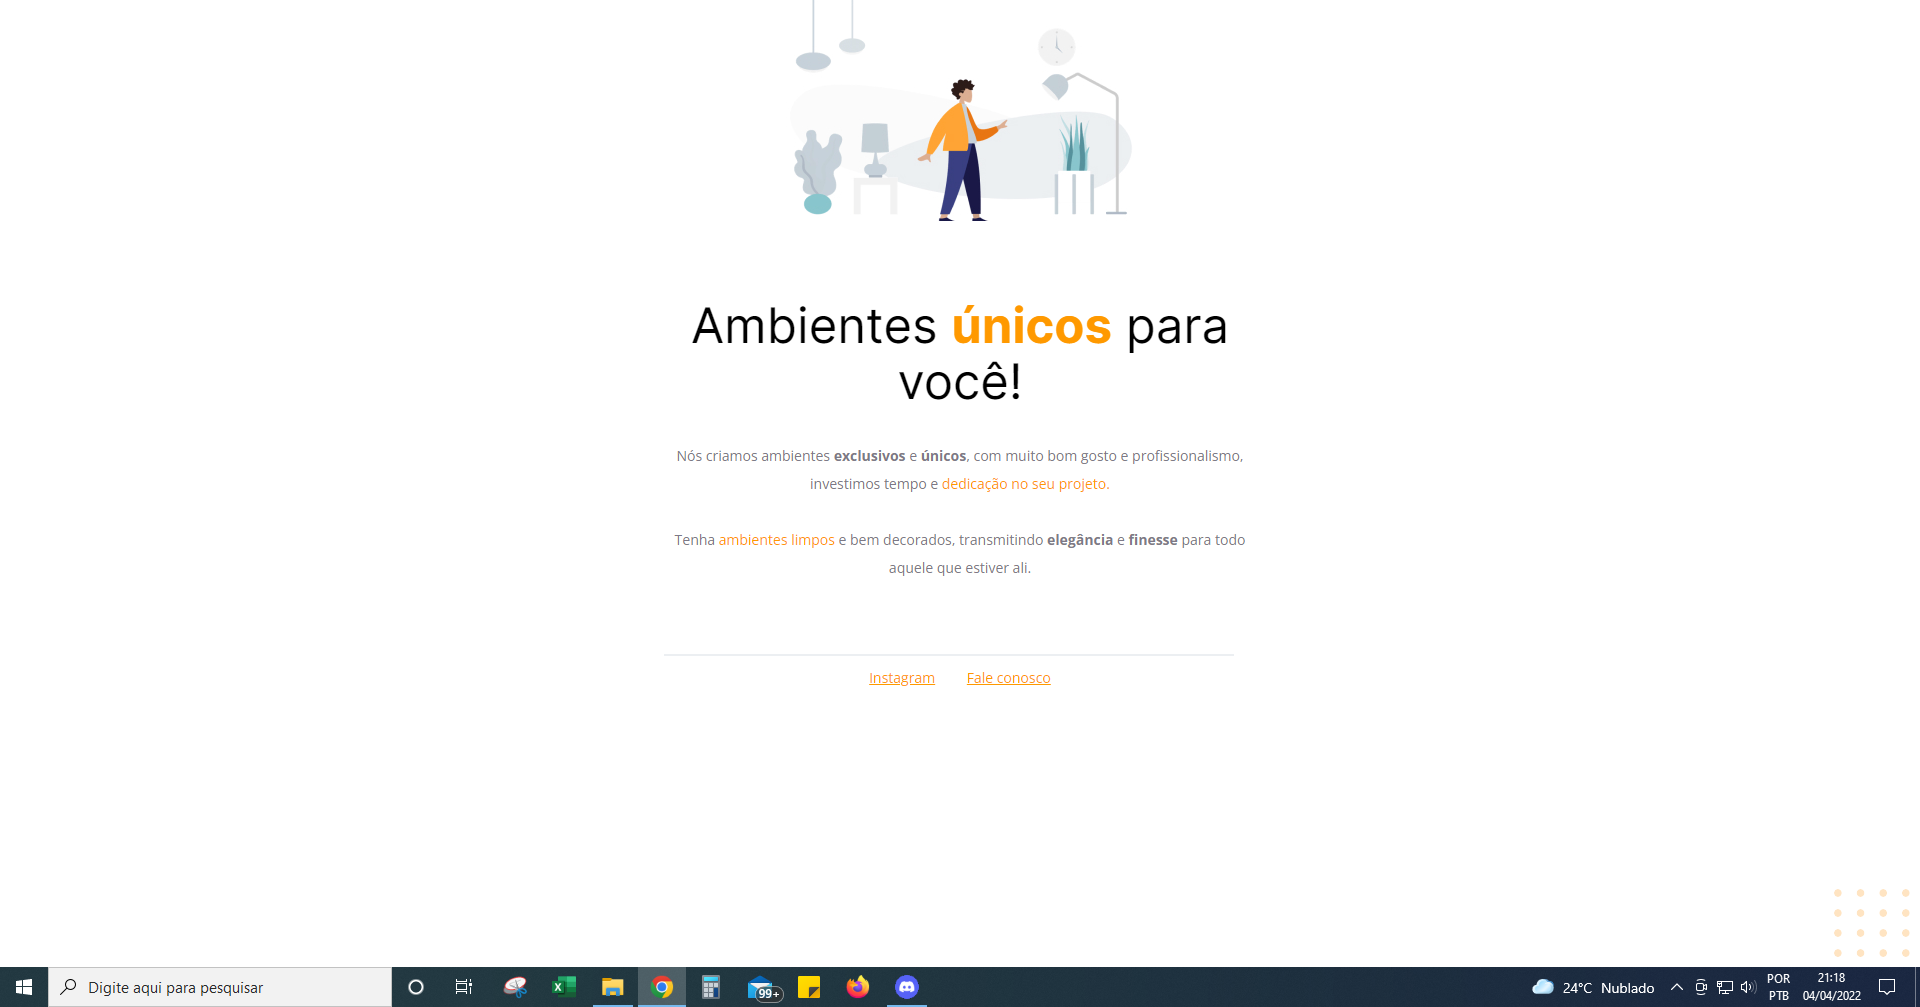 Ambientes únicos para
você!
Nós criamos ambientes exclusivos e únicos, com muito bom gosto e profissionalismo,
investimos tempo e dedicação no seu projeto.
Tenha ambientes limpos e bem decorados, transmitindo elegância e finesse para todo
aquele que estiver ali.
Instagram Fale conosco
Digite aqui para pesquisar
99+
24°C Nublado
POR
PTB
21:18
04/04/2022